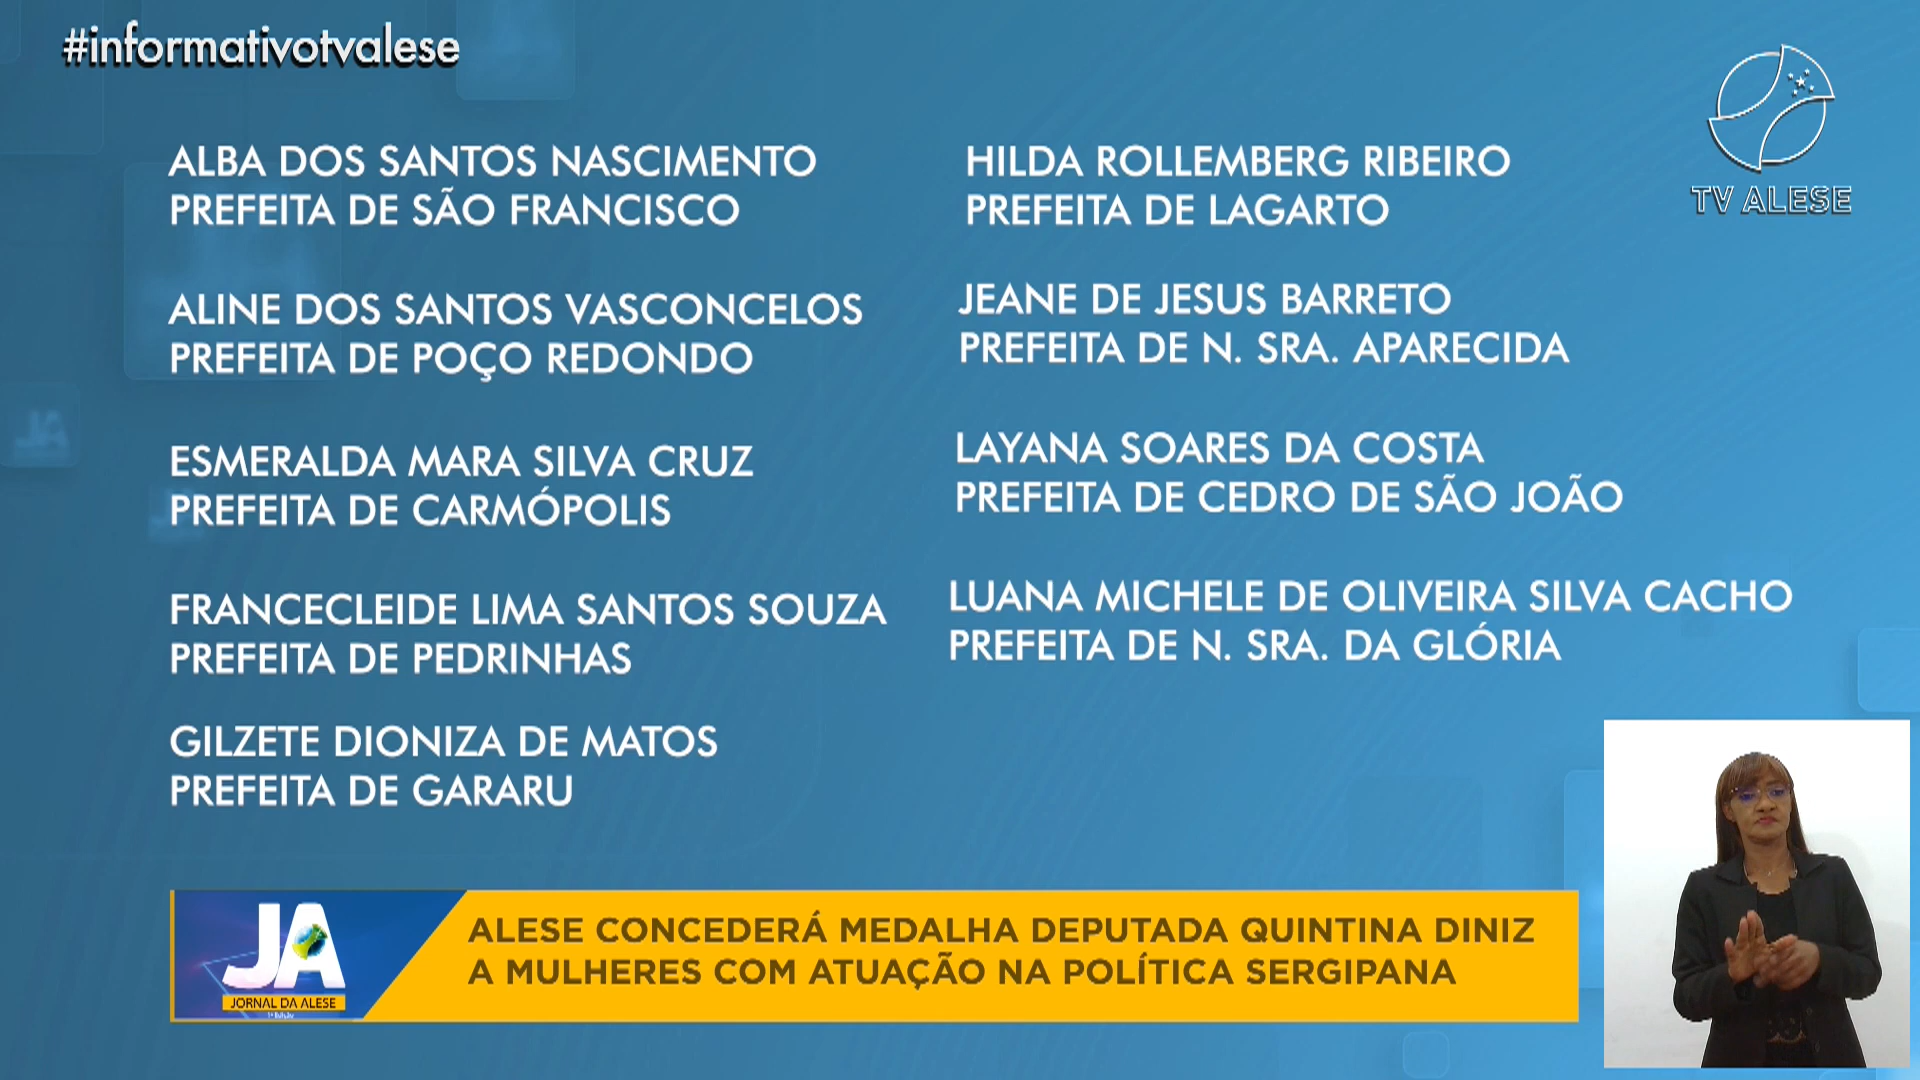 #informativotvalese
TV ALESE
ALBA DOS SANTOS NASCIMENTO
PREFEITA DE SÃO FRANCISCO
ALINE DOS SANTOS VASCONCELOS
PREFEITA DE POÇO REDONDO
ESMERALDA MARA SILVA CRUZ
PREFEITA DE CARMÓPOLIS
FRANCECLEIDE LIMA SANTOS SOUZA
PREFEITA DE PEDRINHAS
GILZETE DIONIZA DE MATOS
PREFEITA DE GARARU
HILDA ROLLEMBERG RIBEIRO
PREFEITA DE LAGARTO
JEANE DE JESUS BARRETO
PREFEITA DE N. SRA. APARECIDA
LAYANA SOARES DA COSTA
PREFEITA DE CEDRO DE SÃO JOÃO
LUANA MICHELE DE OLIVEIRA SILVA CACHO
PREFEITA DE N. SRA. DA GLÓRIA
JA
JORNAL DA ALESE
1ª Edição
ALESE CONCEDERÁ MEDALHA DEPUTADA QUINTINA DINIZ
A MULHERES COM ATUAÇÃO NA POLÍTICA SERGIPANA